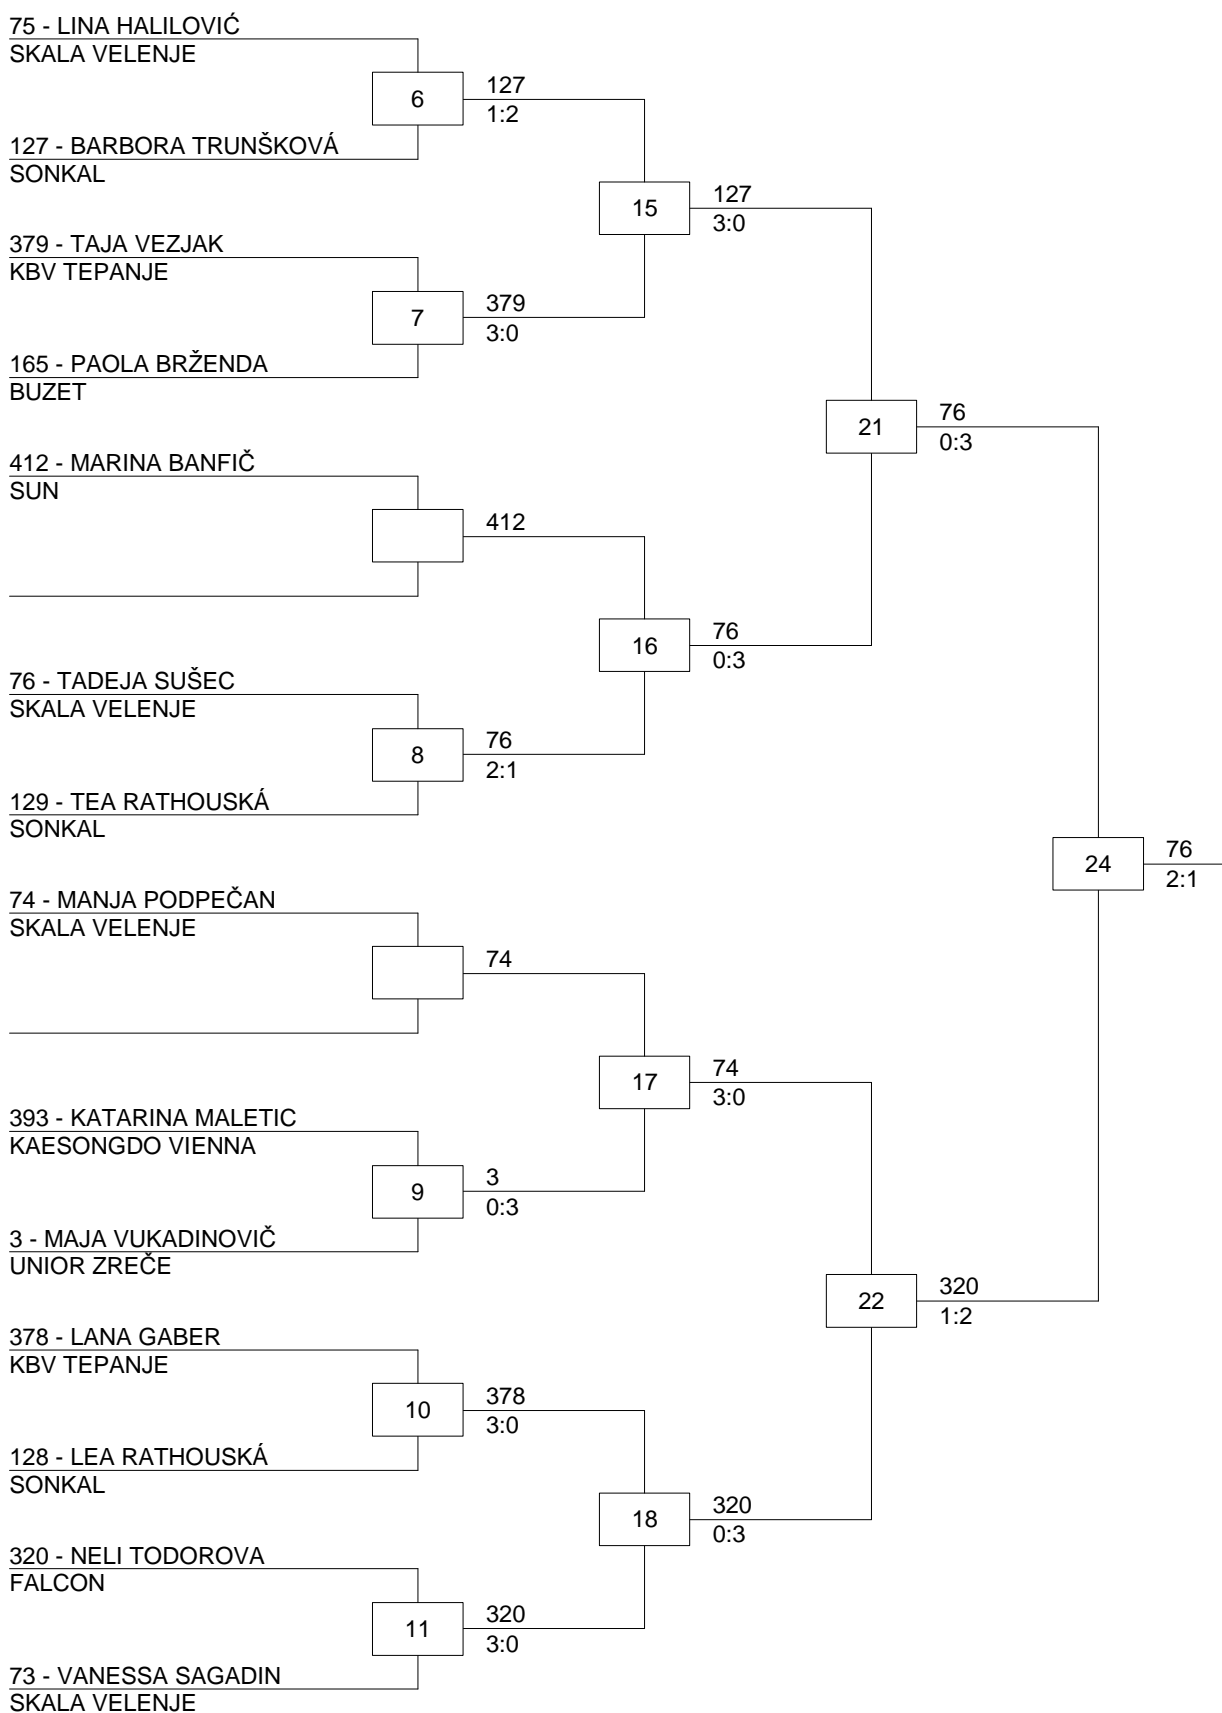 75 - LINA HALILOVIĆ
SKALA VELENJE
6
127
1:2
127 - BARBORA TRUNŠKOVÁ
SONKAL
15
127
3:0
379 - TAJA VEZJAK
KBV TEPANJE
7
379
3:0
165 - PAOLA BRŽENDA
BUZET
21
76
0:3
412 - MARINA BANFIČ
SUN
412
16
76
0:3
76 - TADEJA SUŠEC
SKALA VELENJE
8
76
2:1
129 - TEA RATHOUSKÁ
SONKAL
24
76
2:1
74 - MANJA PODPEČAN
SKALA VELENJE
74
17
74
3:0
393 - KATARINA MALETIC
KAESONGDO VIENNA
9
3
0:3
3 - MAJA VUKADINOVIČ
UNIOR ZREČE
22
320
1:2
378 - LANA GABER
KBV TEPANJE
10
378
3:0
128 - LEA RATHOUSKÁ
SONKAL
18
320
0:3
320 - NELI TODOROVA
FALCON
11
320
3:0
73 - VANESSA SAGADIN
SKALA VELENJE